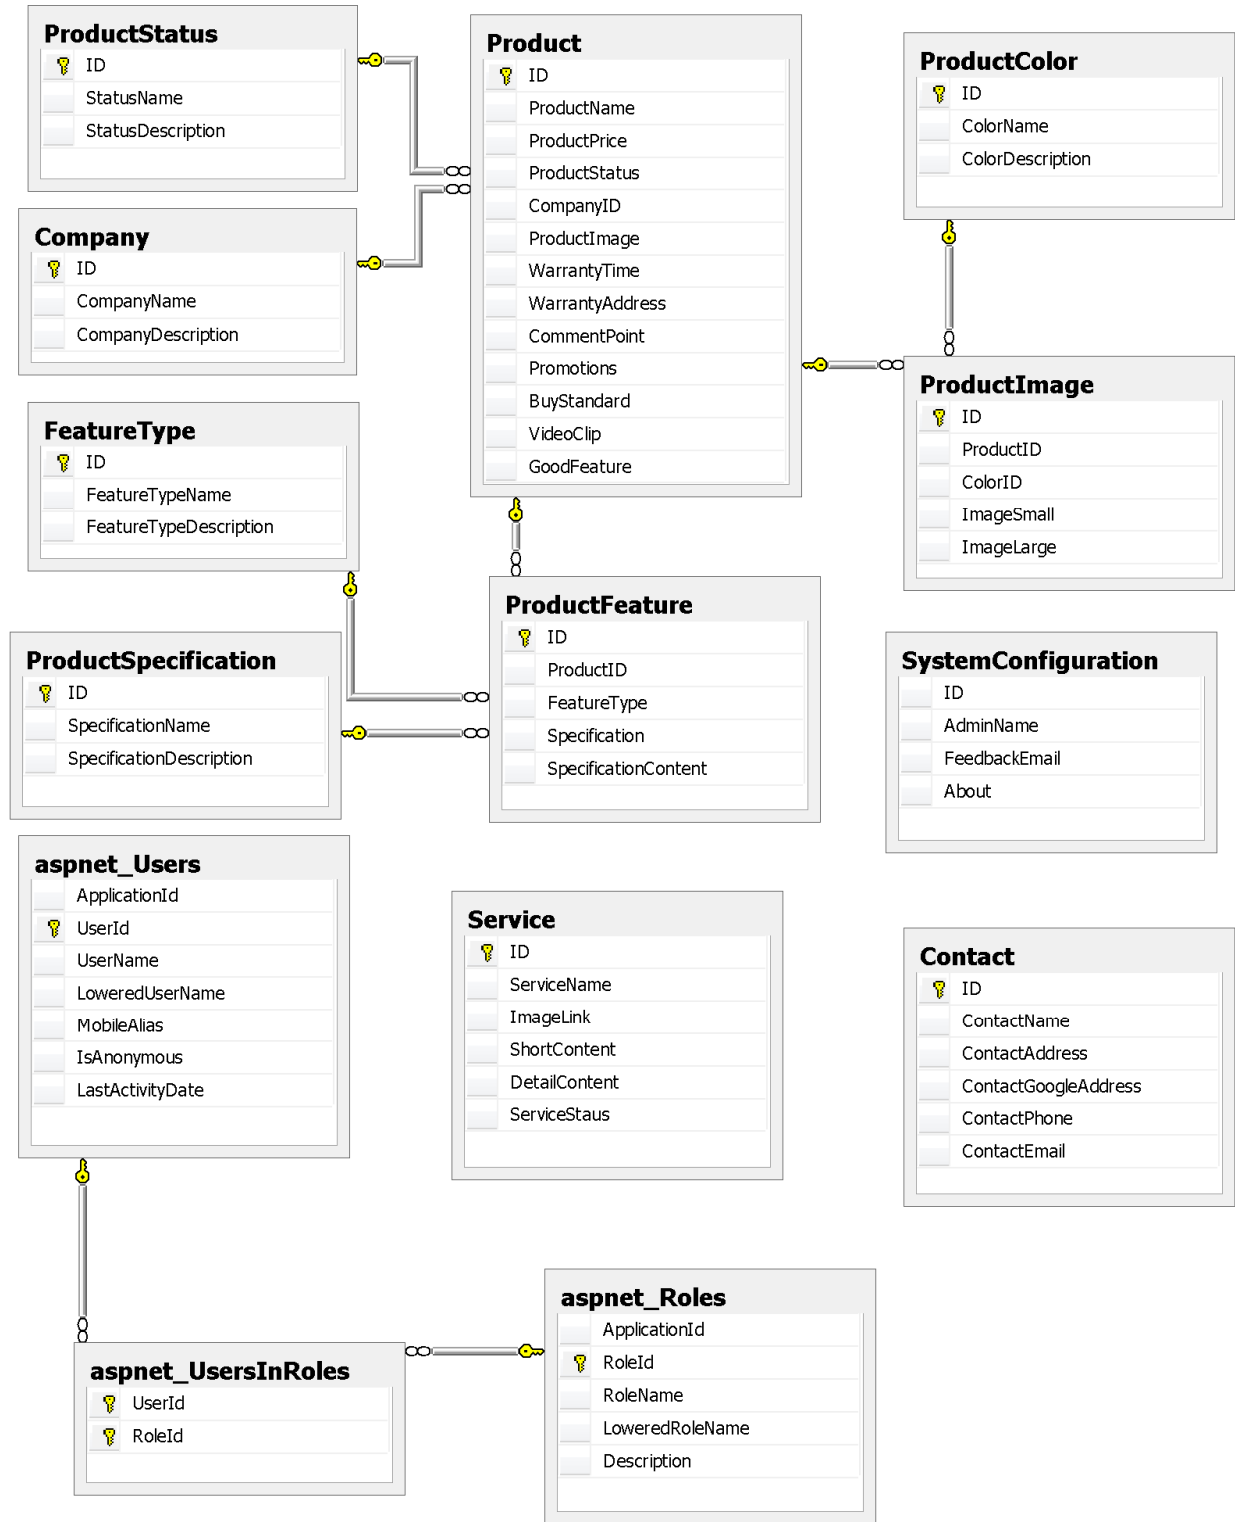 ProductStatus
ID
StatusName
StatusDescription
Company
ID
CompanyName
CompanyDescription
Product
ID
ProductName
ProductPrice
ProductStatus
CompanyID
ProductImage
WarrantyTime
WarrantyAddress
CommentPoint
Promotions
BuyStandard
VideoClip
GoodFeature
ProductColor
ID
ColorName
ColorDescription
ProductImage
ID
ProductID
ColorID
ImageSmall
ImageLarge
FeatureType
ID
FeatureTypeName
FeatureTypeDescription
ProductSpecification
ID
SpecificationName
SpecificationDescription
ProductFeature
ID
ProductID
FeatureType
Specification
SpecificationContent
SystemConfiguration
ID
AdminName
FeedbackEmail
About
aspnet_Users
ApplicationId
UserId
UserName
LoweredUserName
MobileAlias
IsAnonymous
LastActivityDate
Service
ID
ServiceName
ImageLink
ShortContent
DetailContent
ServiceStaus
Contact
ID
ContactName
ContactAddress
ContactGoogleAddress
ContactPhone
ContactEmail
aspnet_UsersInRoles
UserId
RoleId
aspnet_Roles
ApplicationId
RoleId
RoleName
LoweredRoleName
Description